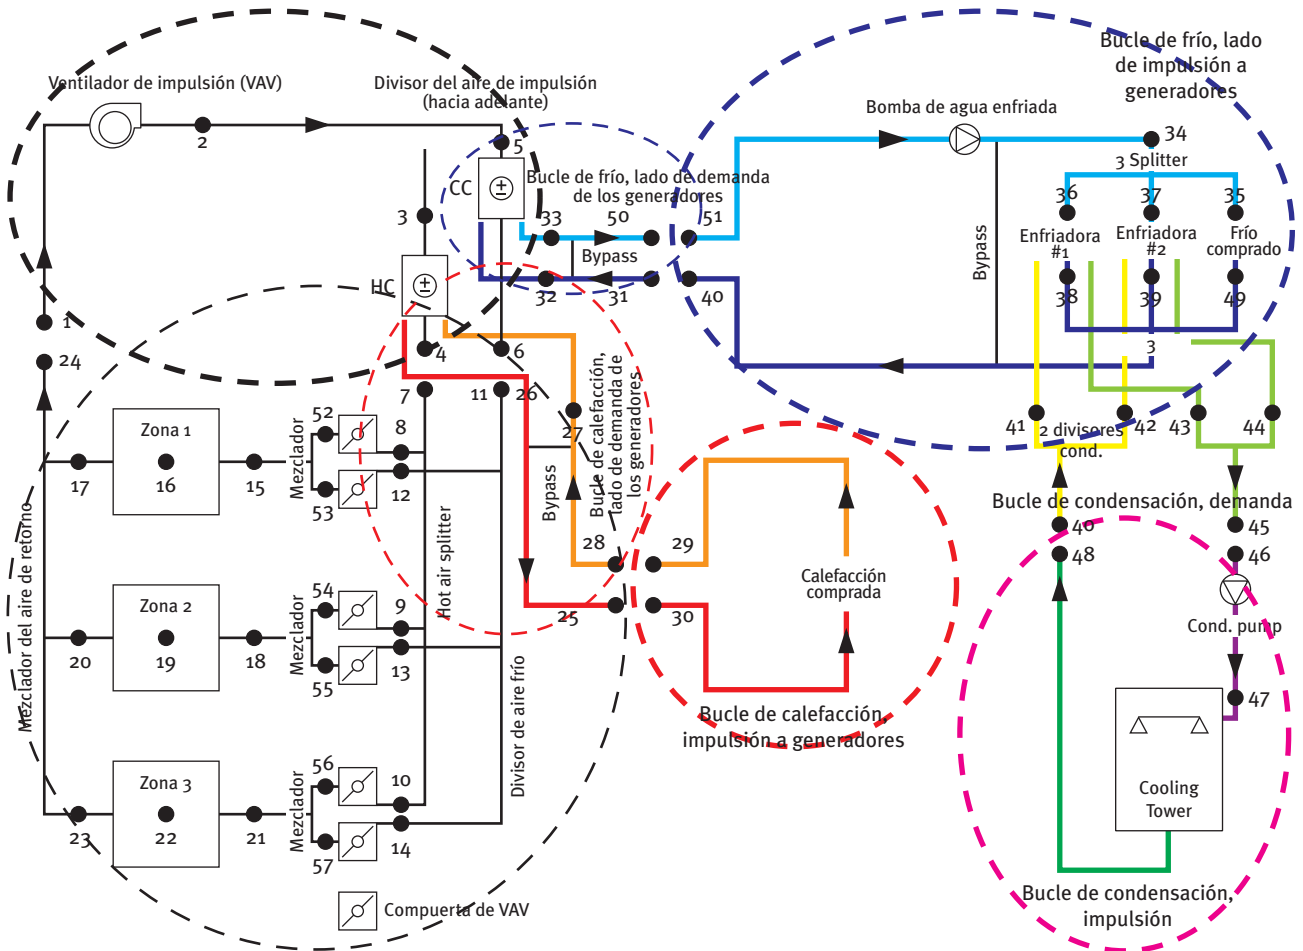 Bucle de frío, lado
de impulsión a
generadores
Ventilador de impulsión (VAV)
Divisor del aire de impulsión
(hacia adelante)
Bomba de agua enfriada
2
5
34
3 Splitter
CC
Bucle de frío, lado de demanda
de los generadores
36
37
35
3
33
50
51
Bypass
Bypass
Enfriadora
#1
Enfriadora
#2
Frío
comprado
HC
32
31
40
38
39
49
1
4
6
3
24
7
11
26
52
8
27
41
2 divisores
cond.
42
43
44
Zona 1
Mezclador
17
16
15
12
53
Bypass
Bucle de calefacción,
lado de demanda de
los generadores
Bucle de condensación, demanda
40
45
28
29
48
46
Mezclador del aire de retorno
Hot air splitter
Calefacción
comprada
54
9
25
30
Zona 2
Mezclador
Cond. pump
20
19
18
13
55
47
Divisor de aire frío
Bucle de calefacción,
impulsión a generadores
56
10
Zona 3
Mezclador
Cooling
Tower
23
22
21
14
57
Compuerta de VAV
Bucle de condensación,
impulsión